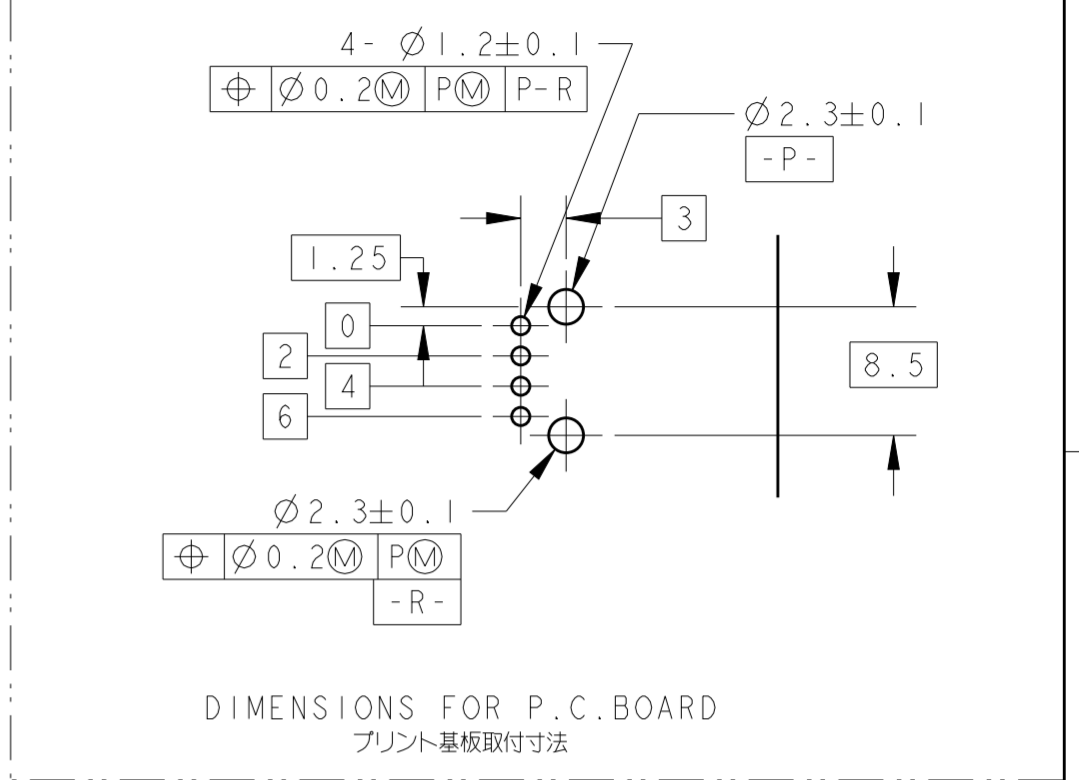 4- Ø1.2±0.1
⌖ Ø0.2Ⓜ PⓂ P-R
Ø2.3±0.1
-P-
3
1.25
0
2
4
6
8.5
Ø2.3±0.1
⌖ Ø0.2Ⓜ PⓂ
-R-
DIMENSIONS FOR P.C.BOARD
プリント基板取付寸法